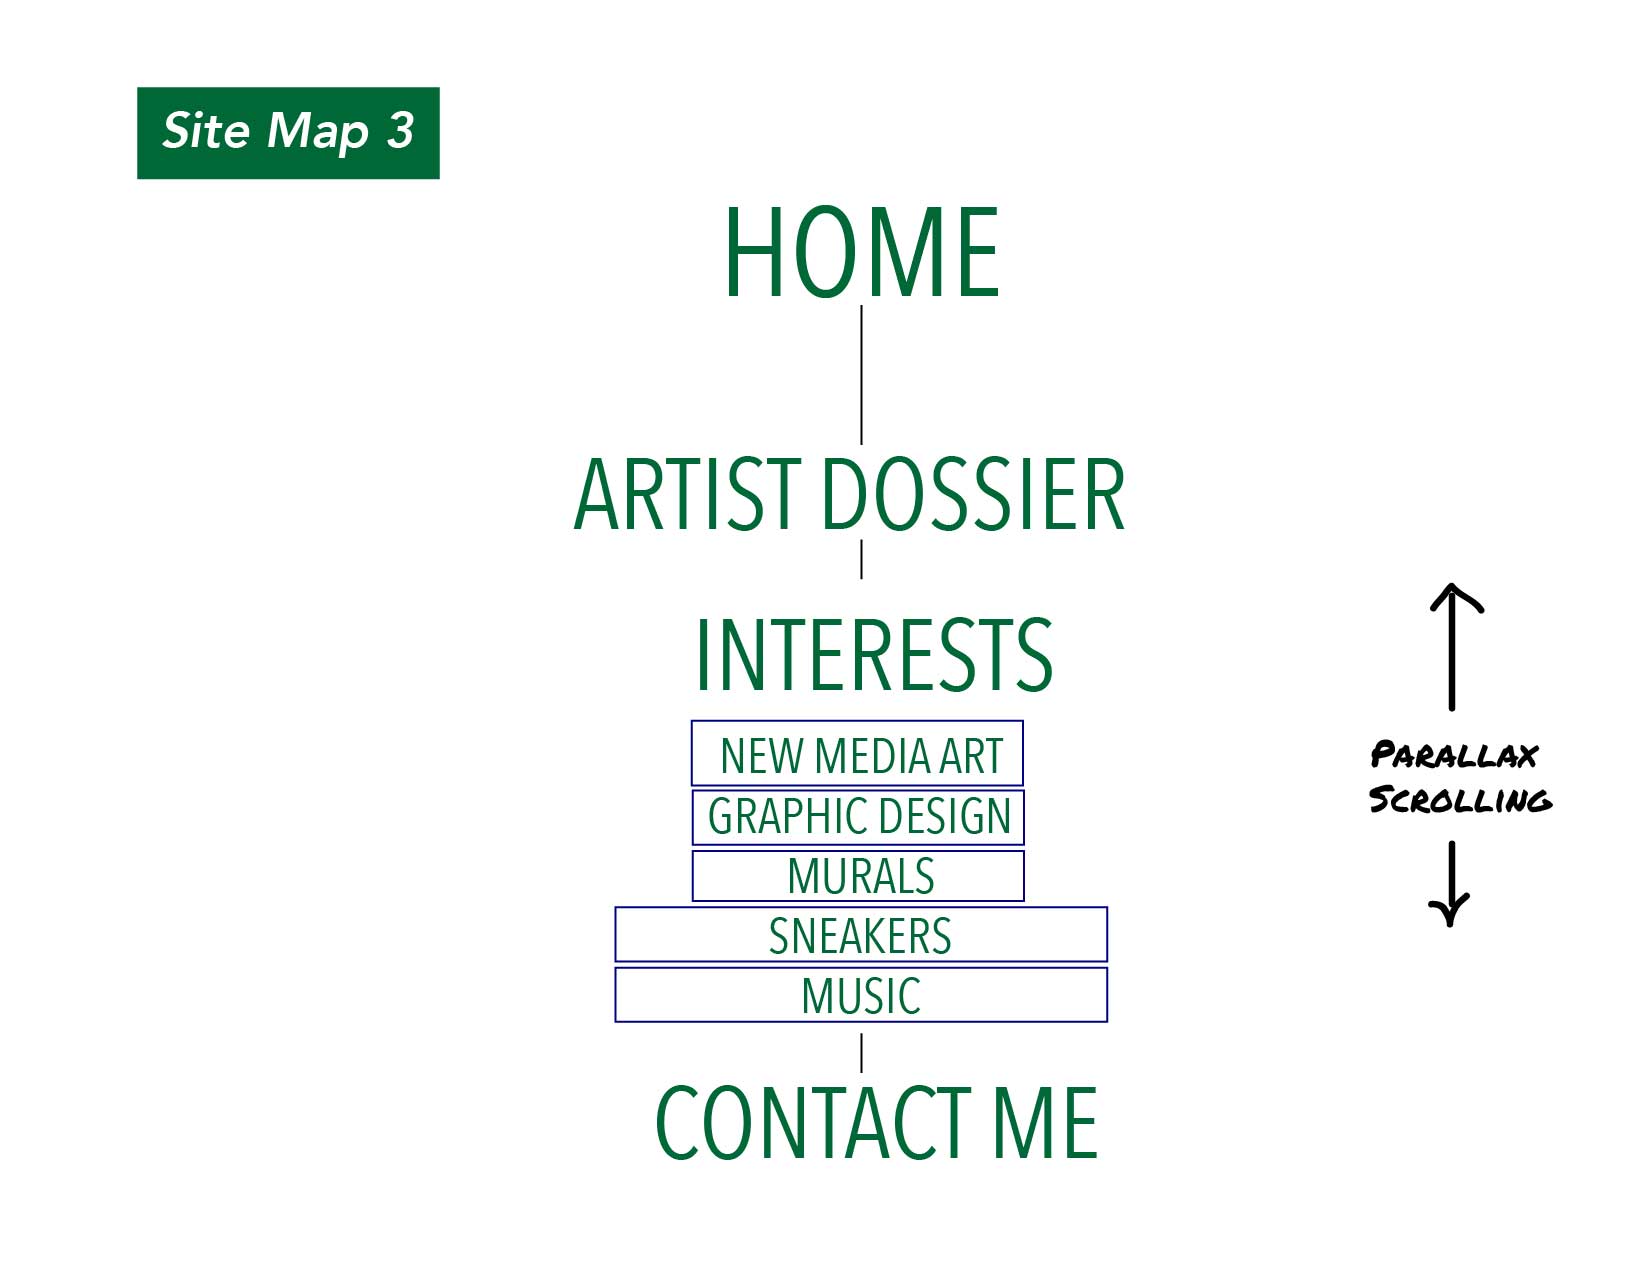 Site Map 3
HOME
ARTIST DOSSIER
INTERESTS
NEW MEDIA ART
GRAPHIC DESIGN
MURALS
SNEAKERS
MUSIC
CONTACT ME
PARALLAX
SCROLLING